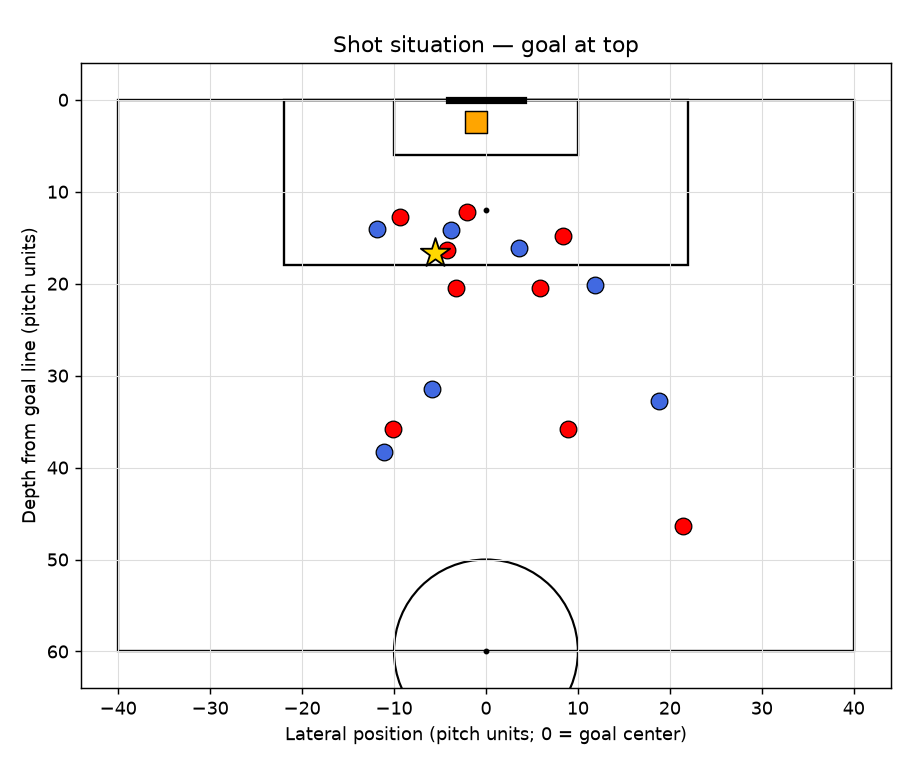 Shot situation — goal at top
Depth from goal line (pitch units)
0
10
20
30
40
50
60
−40 −30 −20 −10 0 10 20 30 40
Lateral position (pitch units; 0 = goal center)